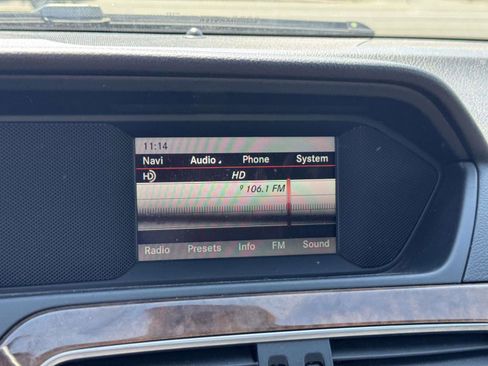 11:14
Navi Audio Phone System
HD HD
9 106.1 FM
Radio Presets Info FM Sound